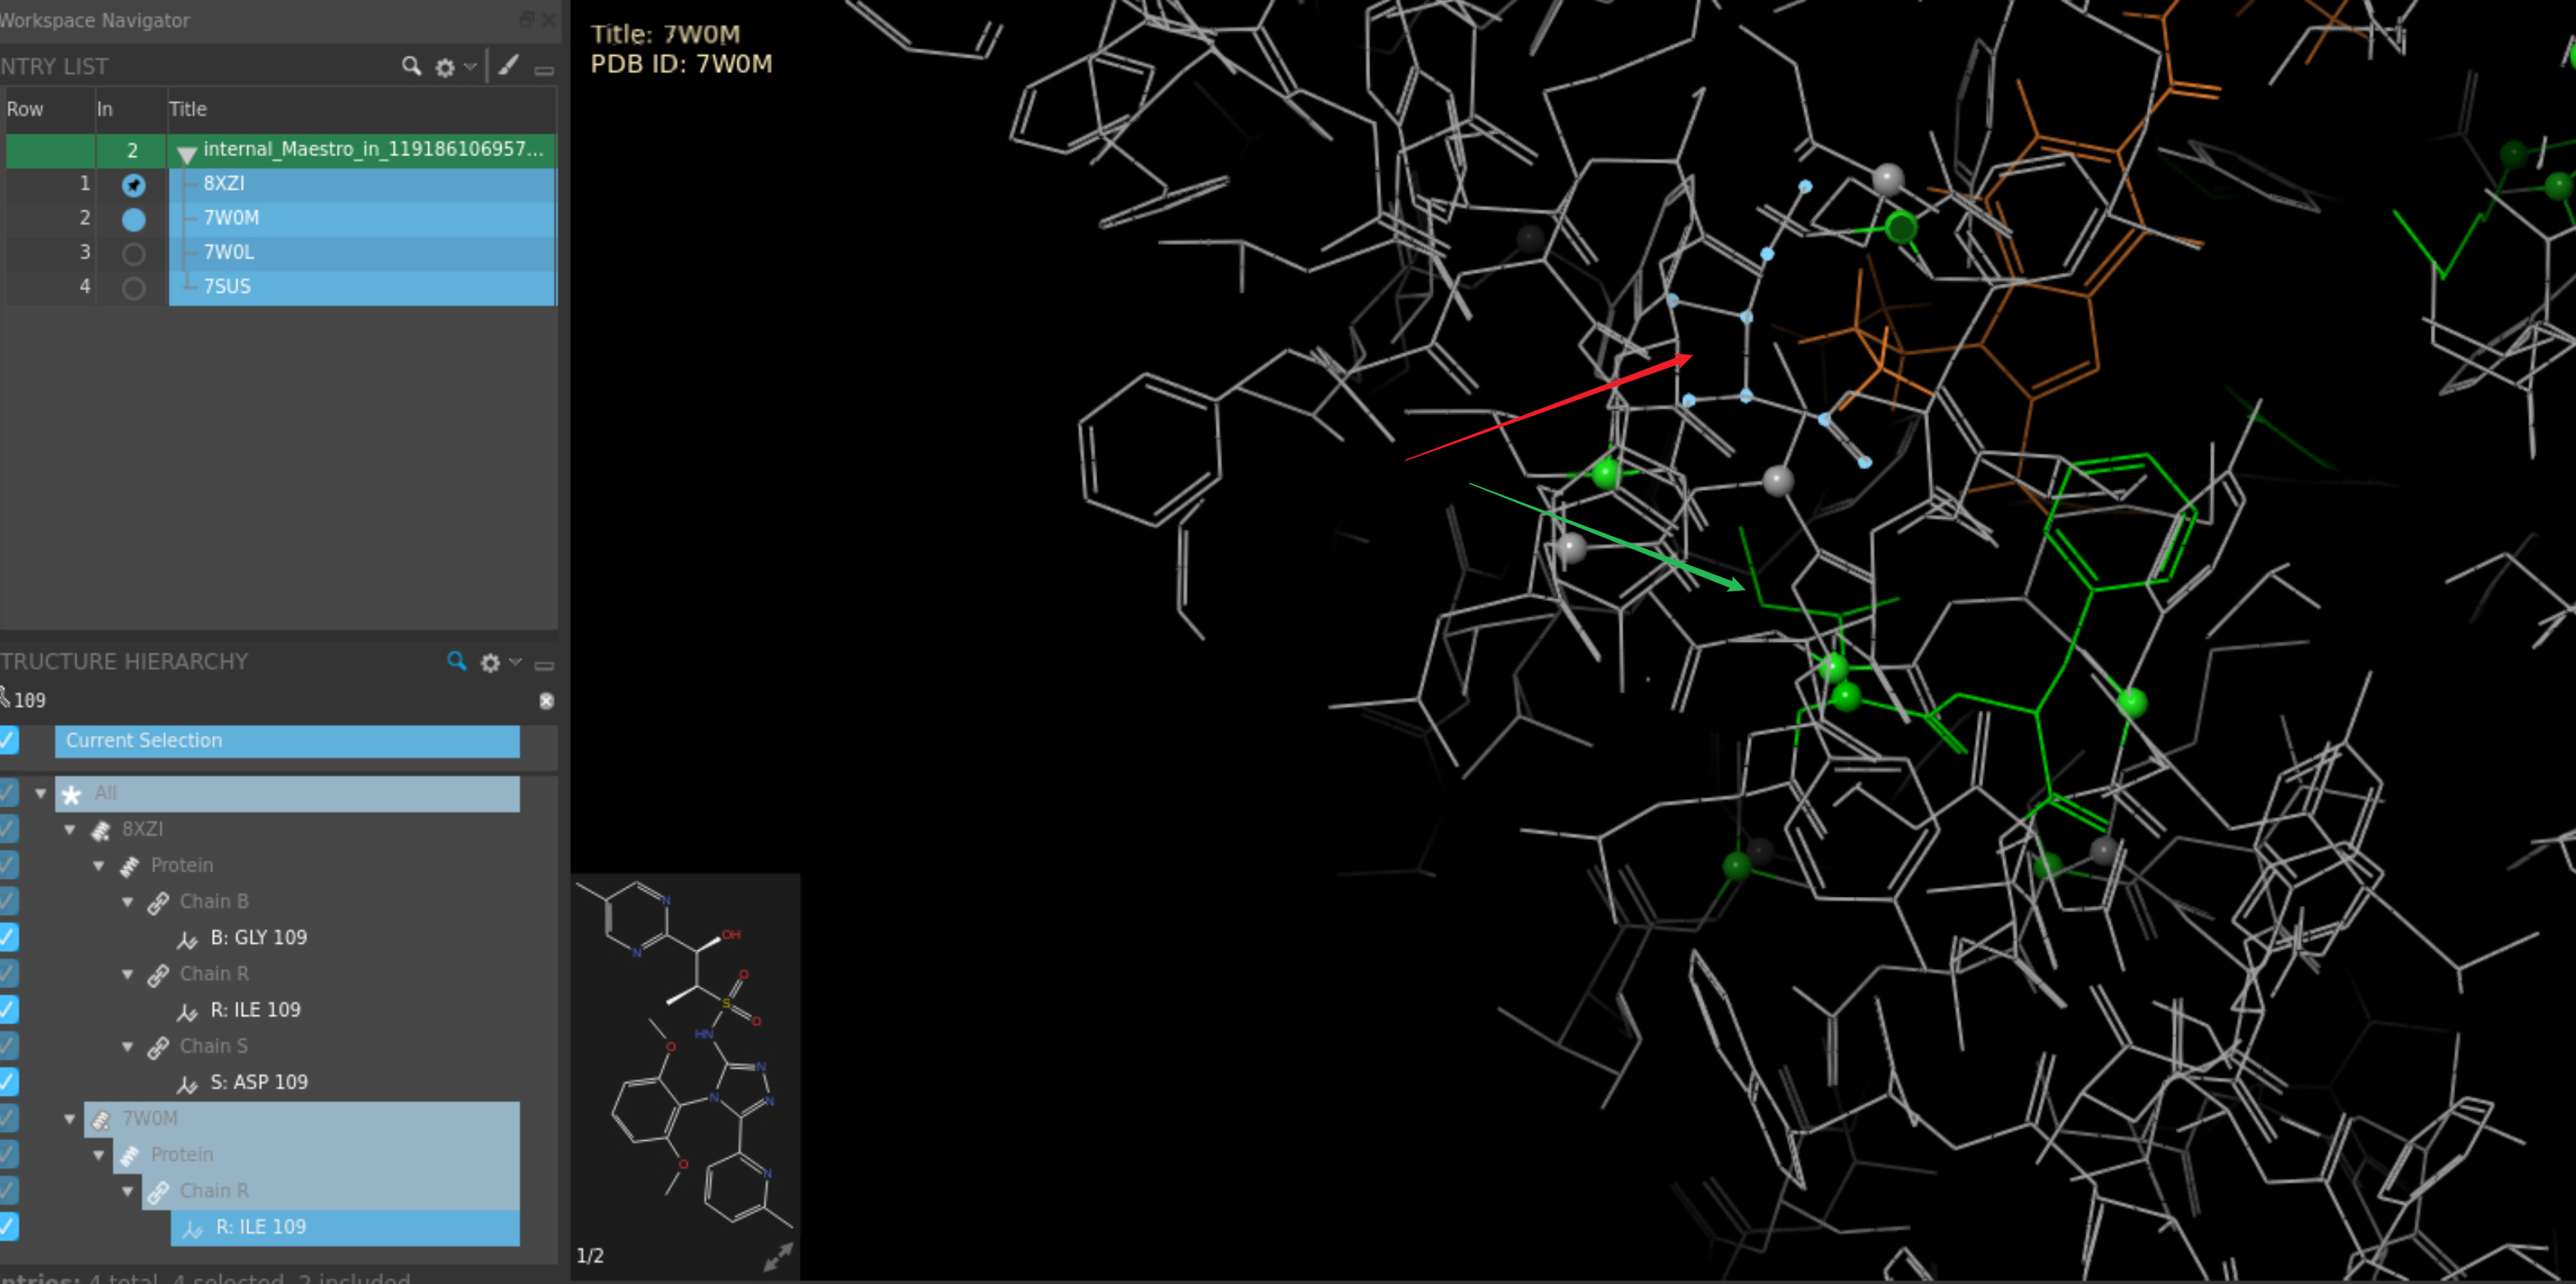 Workspace Navigator
NTRY LIST
Row In Title
2 internal_Maestro_in_119186106957...
1 8XZI
2 7W0M
3 7W0L
4 7SUS
TRUCTURE HIERARCHY
109
Current Selection
All
8XZI
Protein
Chain B
B: GLY 109
Chain R
R: ILE 109
Chain S
S: ASP 109
7W0M
Protein
Chain R
R: ILE 109
ntries: 4 total, 4 selected, 2 included
Title: 7W0M
PDB ID: 7W0M
N
N
OH
O
S
O
HN
O
N
N
N
O
N
1/2